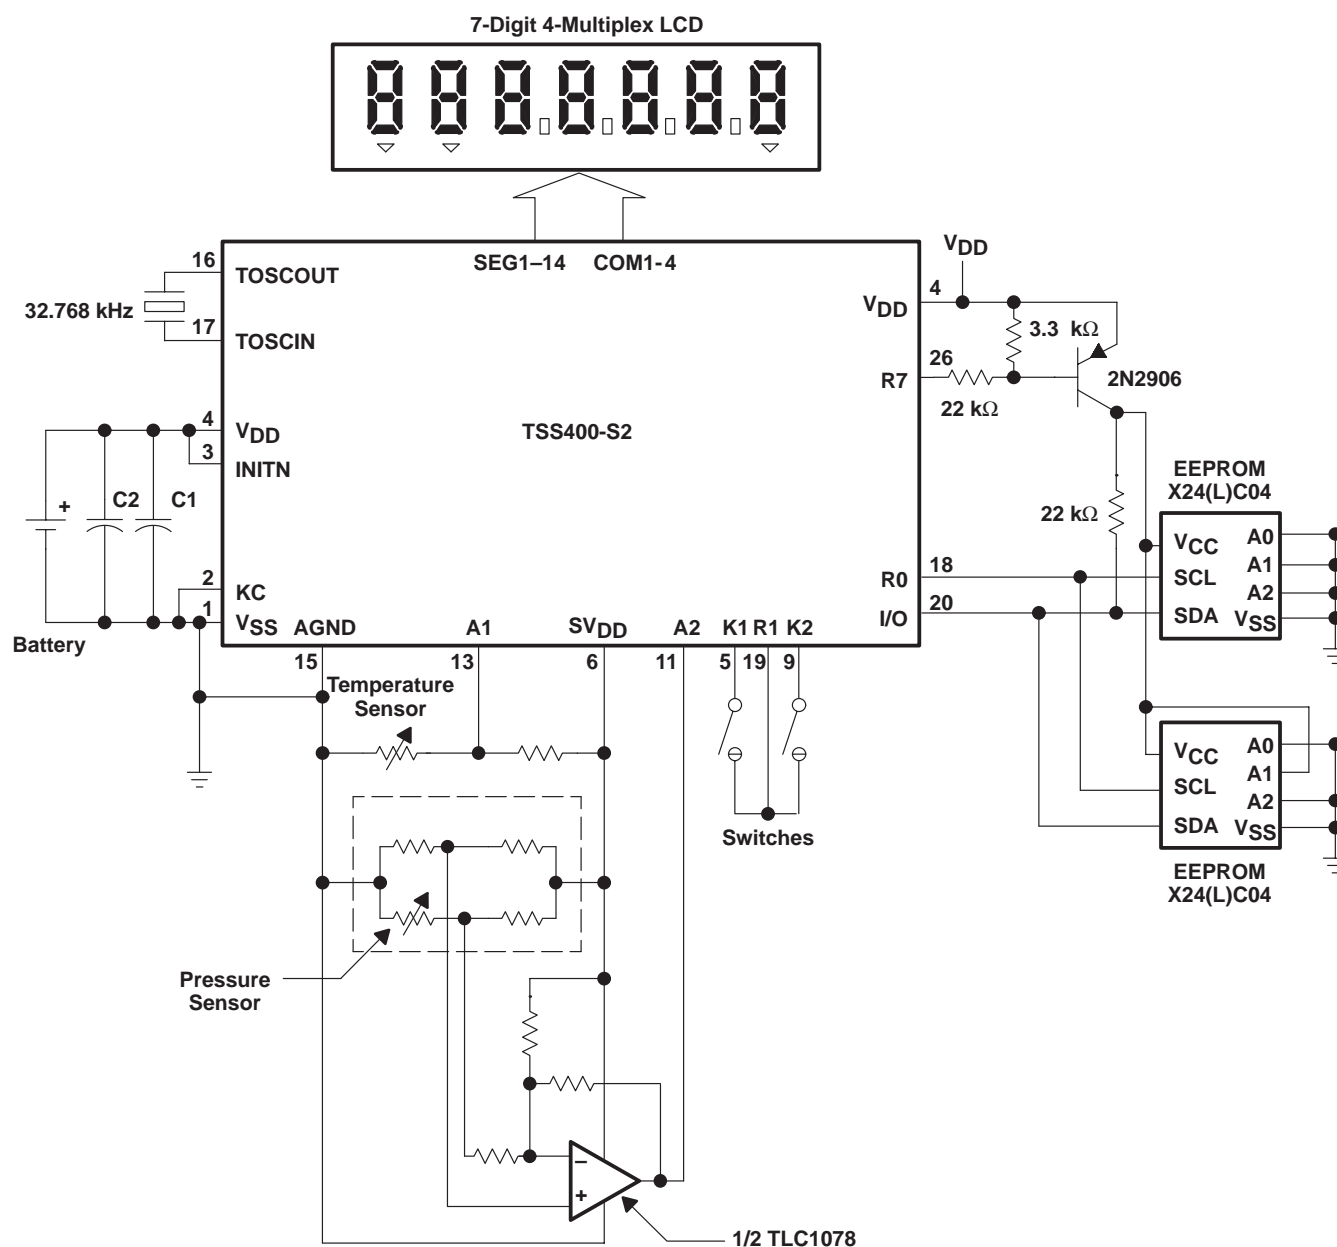 7-Digit 4-Multiplex LCD
SEG1–14 COM1-4
16
TOSCOUT
32.768 kHz
17
TOSCIN
VDD
4
VDD
3.3 kΩ
26
R7
22 kΩ
2N2906
4
VDD
3
INITN
TSS400-S2
C2 C1
+
EEPROM
X24(L)C04
22 kΩ
VCC A0
SCL A1
SDA A2
VSS
R0 18
I/O 20
2
KC
1
VSS
Battery
AGND A1 SVDD A2 K1 R1 K2
15 13 6 11 5 19 9
Temperature
Sensor
Switches
VCC A0
SCL A1
A2
SDA VSS
EEPROM
X24(L)C04
Pressure
Sensor
–
+
1/2 TLC1078